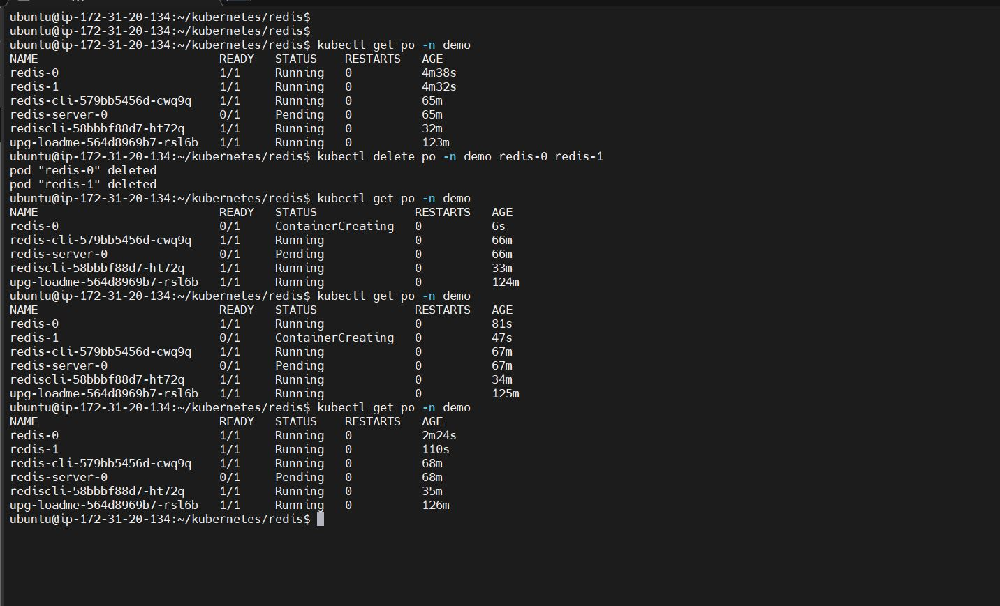 ubuntu@ip-172-31-20-134:~/kubernetes/redis$
ubuntu@ip-172-31-20-134:~/kubernetes/redis$
ubuntu@ip-172-31-20-134:~/kubernetes/redis$ kubectl get po -n demo
NAME                          READY   STATUS    RESTARTS   AGE
redis-0                       1/1     Running   0          4m38s
redis-1                       1/1     Running   0          4m32s
redis-cli-579bb5456d-cwq9q    1/1     Running   0          65m
redis-server-0                0/1     Pending   0          65m
rediscli-58bbbf88d7-ht72q     1/1     Running   0          32m
upg-loadme-564d8969b7-rsl6b   1/1     Running   0          123m
ubuntu@ip-172-31-20-134:~/kubernetes/redis$ kubectl delete po -n demo redis-0 redis-1
pod "redis-0" deleted
pod "redis-1" deleted
ubuntu@ip-172-31-20-134:~/kubernetes/redis$ kubectl get po -n demo
NAME                          READY   STATUS              RESTARTS   AGE
redis-0                       0/1     ContainerCreating   0          6s
redis-cli-579bb5456d-cwq9q    1/1     Running             0          66m
redis-server-0                0/1     Pending             0          66m
rediscli-58bbbf88d7-ht72q     1/1     Running             0          33m
upg-loadme-564d8969b7-rsl6b   1/1     Running             0          124m
ubuntu@ip-172-31-20-134:~/kubernetes/redis$ kubectl get po -n demo
NAME                          READY   STATUS              RESTARTS   AGE
redis-0                       1/1     Running             0          81s
redis-1                       0/1     ContainerCreating   0          47s
redis-cli-579bb5456d-cwq9q    1/1     Running             0          67m
redis-server-0                0/1     Pending             0          67m
rediscli-58bbbf88d7-ht72q     1/1     Running             0          34m
upg-loadme-564d8969b7-rsl6b   1/1     Running             0          125m
ubuntu@ip-172-31-20-134:~/kubernetes/redis$ kubectl get po -n demo
NAME                          READY   STATUS    RESTARTS   AGE
redis-0                       1/1     Running   0          2m24s
redis-1                       1/1     Running   0          110s
redis-cli-579bb5456d-cwq9q    1/1     Running   0          68m
redis-server-0                0/1     Pending   0          68m
rediscli-58bbbf88d7-ht72q     1/1     Running   0          35m
upg-loadme-564d8969b7-rsl6b   1/1     Running   0          126m
ubuntu@ip-172-31-20-134:~/kubernetes/redis$